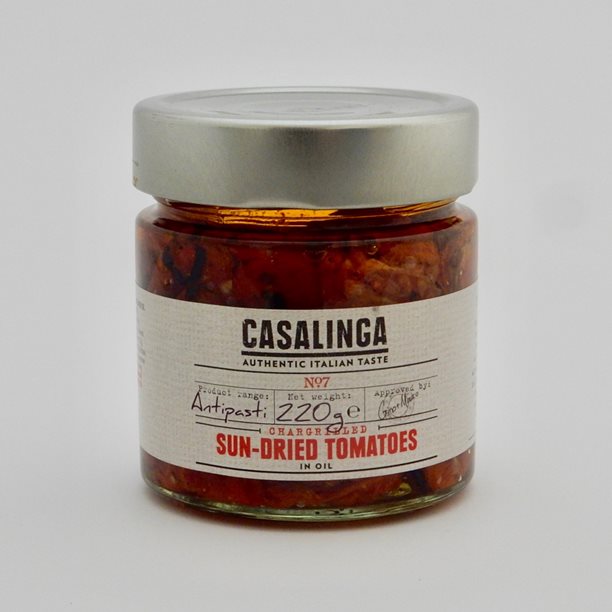 CASALINGA
AUTHENTIC ITALIAN TASTE
Nº7
Product range: Net weight: Approved by:
Antipasti 220g e
CHARGRILLED
SUN-DRIED TOMATOES
IN OIL